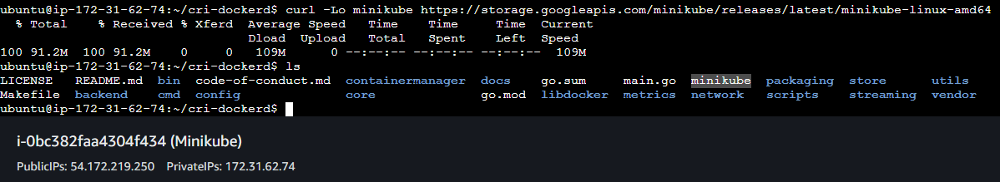 ubuntu@ip-172-31-62-74:~/cri-dockerd$ curl -Lo minikube https://storage.googleapis.com/minikube/releases/latest/minikube-linux-amd64
  % Total    % Received % Xferd  Average Speed   Time    Time     Time  Current
                                 Dload  Upload   Total   Spent    Left  Speed
100 91.2M  100 91.2M    0     0   109M      0 --:--:-- --:--:-- --:--:--  109M
ubuntu@ip-172-31-62-74:~/cri-dockerd$ ls
LICENSE   README.md  bin  code-of-conduct.md  containermanager  docs    go.sum     main.go  minikube  packaging  store      utils
Makefile  backend    cmd  config              core              go.mod  libdocker  metrics  network   scripts    streaming  vendor
ubuntu@ip-172-31-62-74:~/cri-dockerd$
i-0bc382faa4304f434 (Minikube)
PublicIPs: 54.172.219.250   PrivateIPs: 172.31.62.74